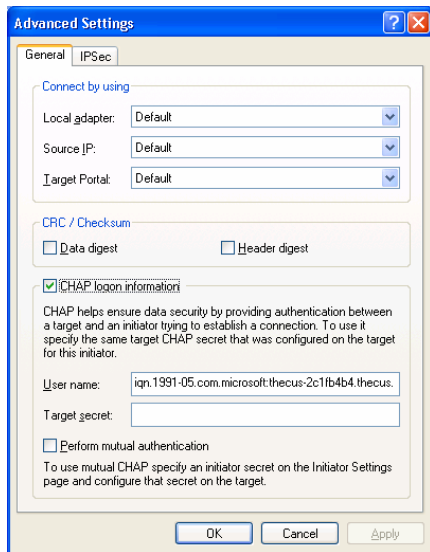 Advanced Settings
General
IPSec
Connect by using
Local adapter: Default
Source IP: Default
Target Portal: Default
CRC / Checksum
Data digest
Header digest
CHAP logon information
CHAP helps ensure data security by providing authentication between
a target and an initiator trying to establish a connection. To use it
specify the same target CHAP secret that was configured on the target
for this initiator.
User name: iqn.1991-05.com.microsoft:thecus-2c1fb4b4.thecus.
Target secret:
Perform mutual authentication
To use mutual CHAP specify an initiator secret on the Initiator Settings
page and configure that secret on the target.
OK
Cancel
Apply